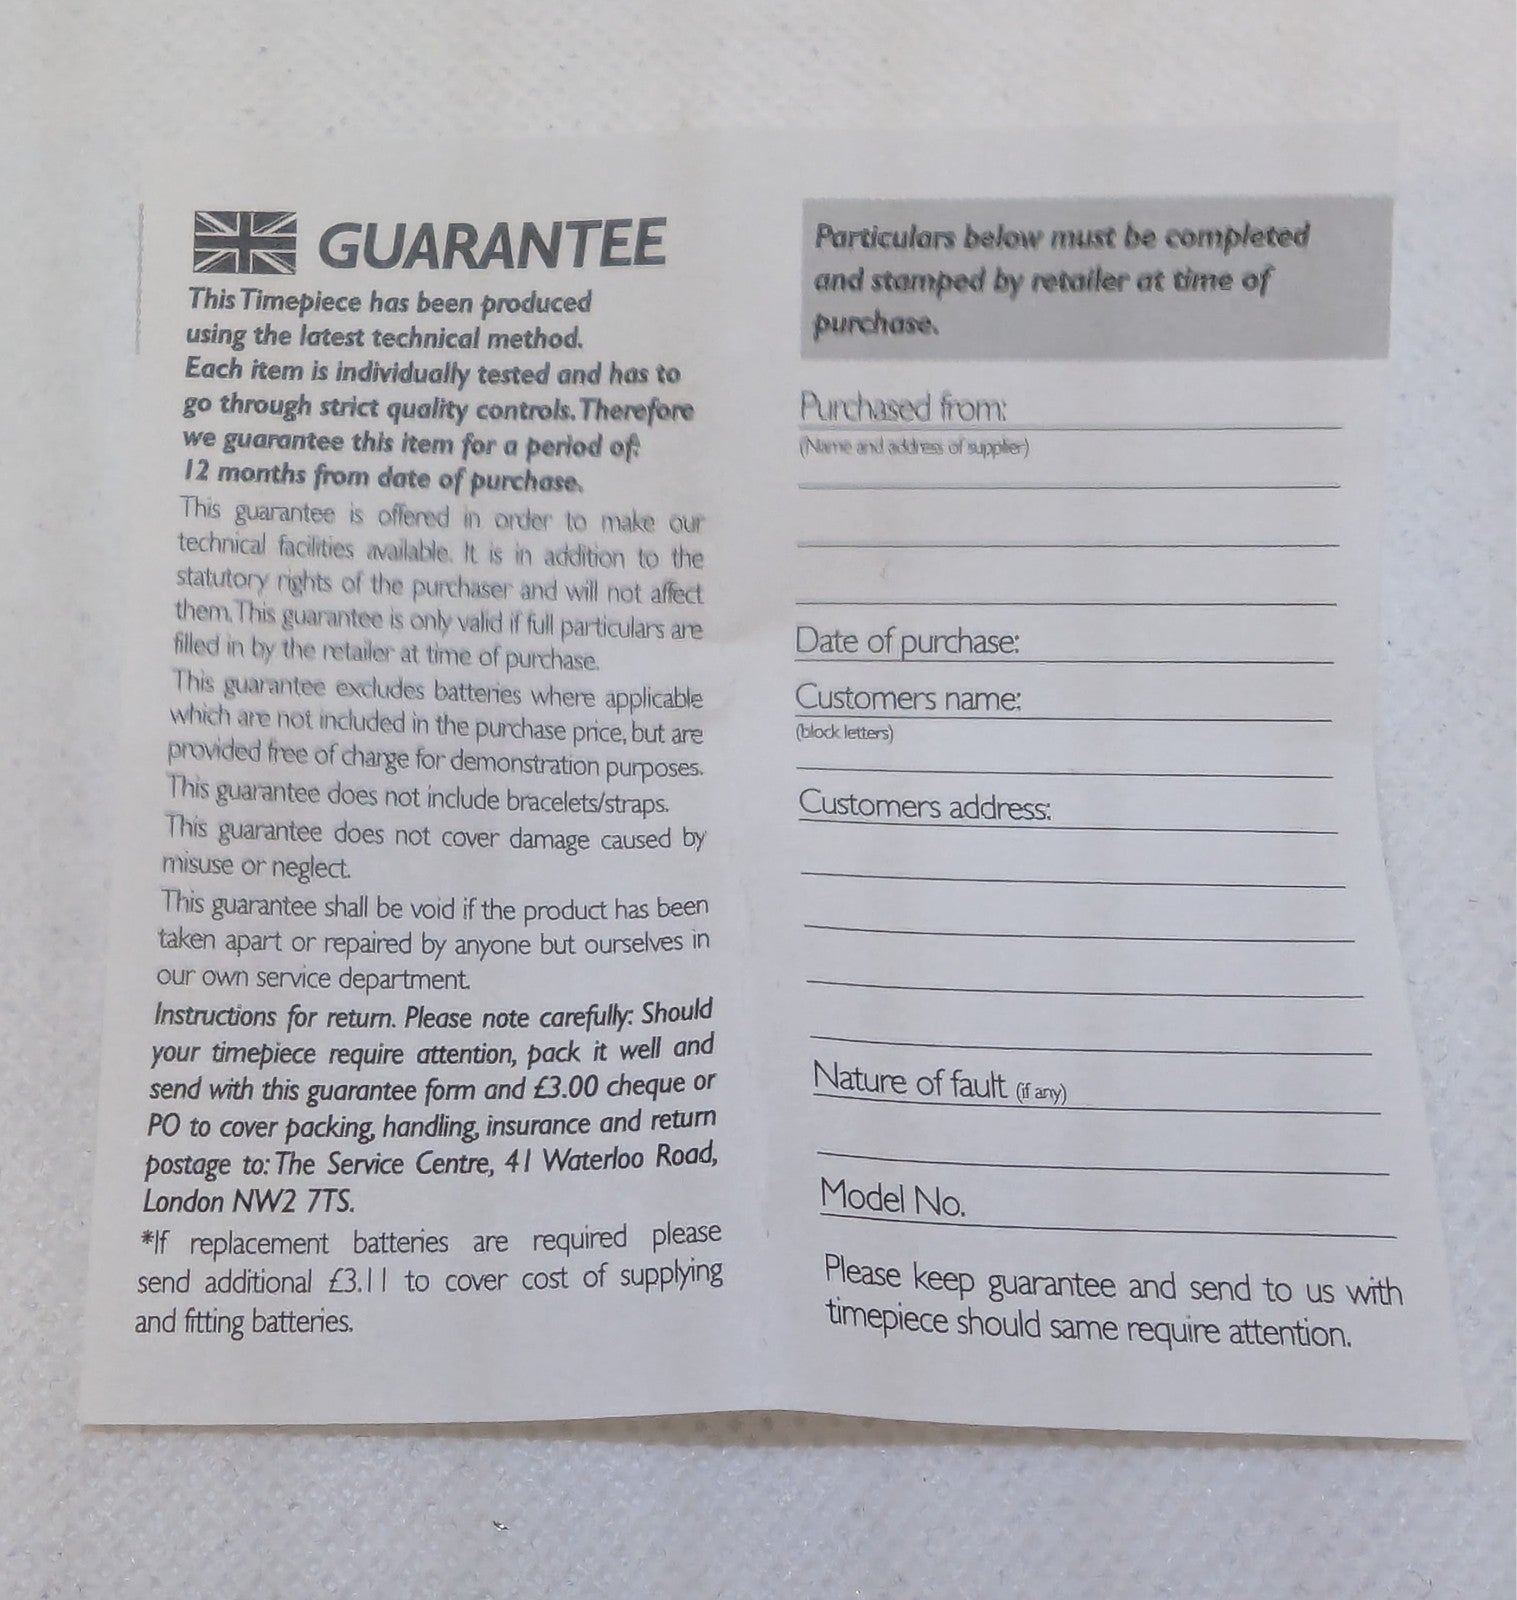 GUARANTEE
This Timepiece has been produced
using the latest technical method.
Each item is individually tested and has to
go through strict quality controls. Therefore
we guarantee this item for a period of:
12 months from date of purchase.
This guarantee is offered in order to make our
technical facilities available. It is in addition to the
statutory rights of the purchaser and will not affect
them. This guarantee is only valid if full particulars are
filled in by the retailer at time of purchase.
This guarantee excludes batteries where applicable
which are not included in the purchase price, but are
provided free of charge for demonstration purposes.
This guarantee does not include bracelets/straps.
This guarantee does not cover damage caused by
misuse or neglect.
This guarantee shall be void if the product has been
taken apart or repaired by anyone but ourselves in
our own service department.
Instructions for return. Please note carefully: Should
your timepiece require attention, pack it well and
send with this guarantee form and £3.00 cheque or
PO to cover packing, handling, insurance and return
postage to: The Service Centre, 41 Waterloo Road,
London NW2 7TS.
*If replacement batteries are required please
send additional £3.11 to cover cost of supplying
and fitting batteries.
Particulars below must be completed
and stamped by retailer at time of
purchase.
Purchased from:
(Name and address of supplier)
Date of purchase:
Customers name:
(block letters)
Customers address:
Nature of fault (if any)
Model No.
Please keep guarantee and send to us with
timepiece should same require attention.